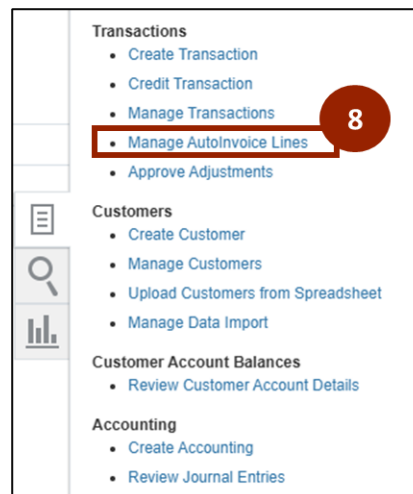 Transactions
Create Transaction
Credit Transaction
Manage Transactions
8
Manage AutoInvoice Lines
Approve Adjustments
Customers
Create Customer
Manage Customers
Upload Customers from Spreadsheet
Manage Data Import
Customer Account Balances
Review Customer Account Details
Accounting
Create Accounting
Review Journal Entries